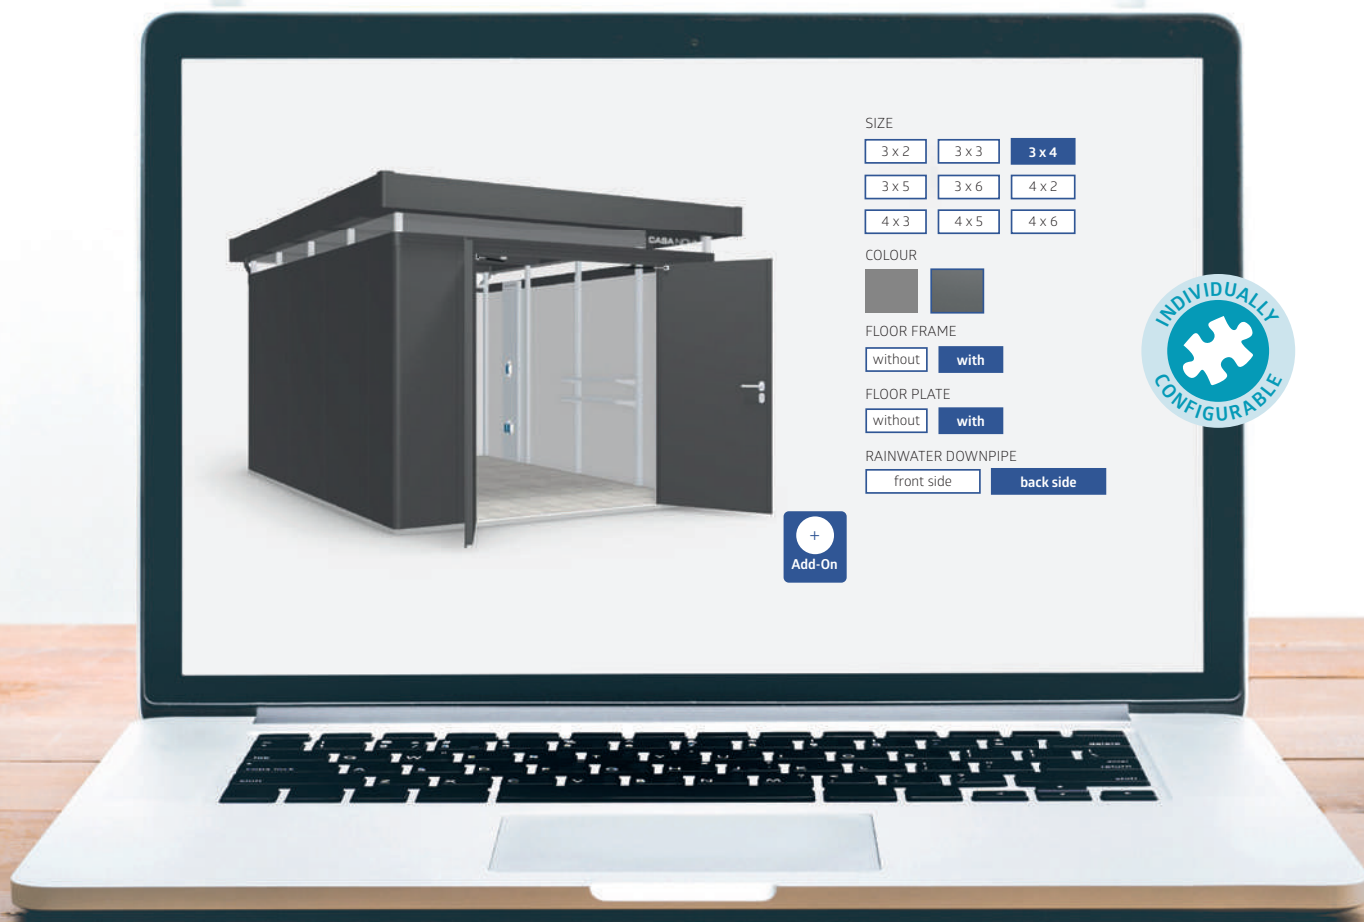 SIZE
3 x 2
3 x 3
3 x 4
3 x 5
3 x 6
4 x 2
4 x 3
4 x 5
4 x 6
COLOUR
FLOOR FRAME
without
with
FLOOR PLATE
without
with
RAINWATER DOWNPIPE
front side
back side
+
Add-On
INDIVIDUALLY
CONFIGURABLE